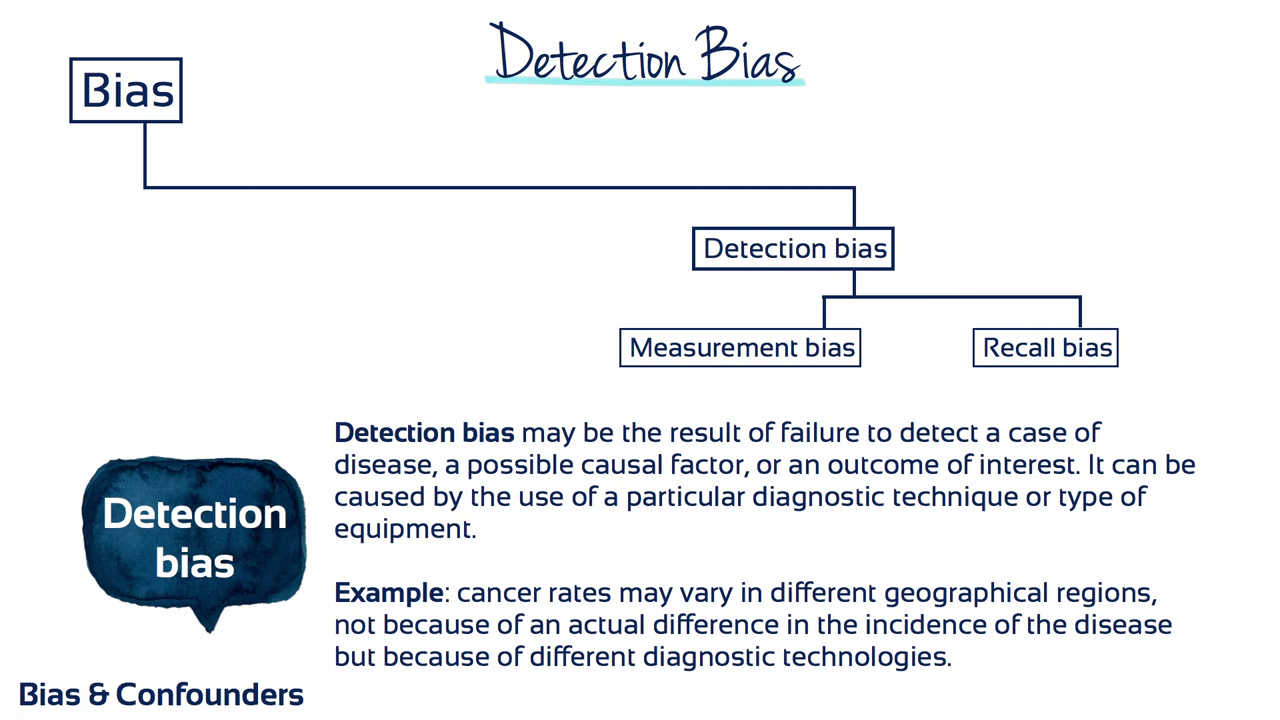 Detection Bias
Bias
Detection bias
Measurement bias
Recall bias
Detection bias may be the result of failure to detect a case of
disease, a possible causal factor, or an outcome of interest. It can be
caused by the use of a particular diagnostic technique or type of
equipment.
Detection
bias
Example: cancer rates may vary in different geographical regions,
not because of an actual difference in the incidence of the disease
but because of different diagnostic technologies.
Bias & Confounders